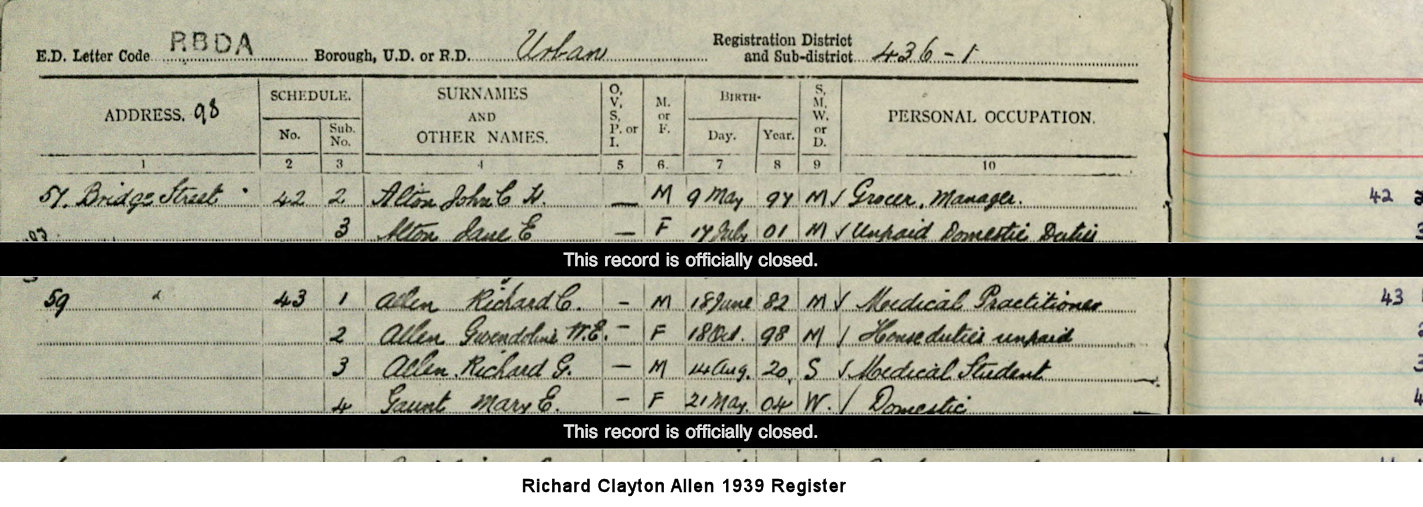 E.D. Letter Code RBDA Borough, U.D. or R.D. Urban Registration District and Sub-district 436-1
ADDRESS. 98 SCHEDULE. No. Sub. No. SURNAMES AND OTHER NAMES. O, V, S, P, or I. M. or F. BIRTH- Day. Year. S, M, W, or D. PERSONAL OCCUPATION.
1 2 3 4 5 6. 7 8 9 10
57. Bridge Street 42 2 Alton John C H. — M 9 May 97 M ✓ Grocer, Manager. 42 2
3 Alton Jane E — F 17 July 01 M ✓ Unpaid Domestic Duties 3
This record is officially closed.
59 " 43 1 Allen Richard C. – M 18 June 82 M ✓ Medical Practitioner 43
2 Allen Gwendoline W.E. – F 18 Oct. 98 M / House duties unpaid 2
3 Allen Richard G. – M 14 Aug. 20 S ✓ Medical Student 3
4 Gaunt Mary E. – F 21 May. 04 W. / Domestic 4
This record is officially closed.
Richard Clayton Allen 1939 Register